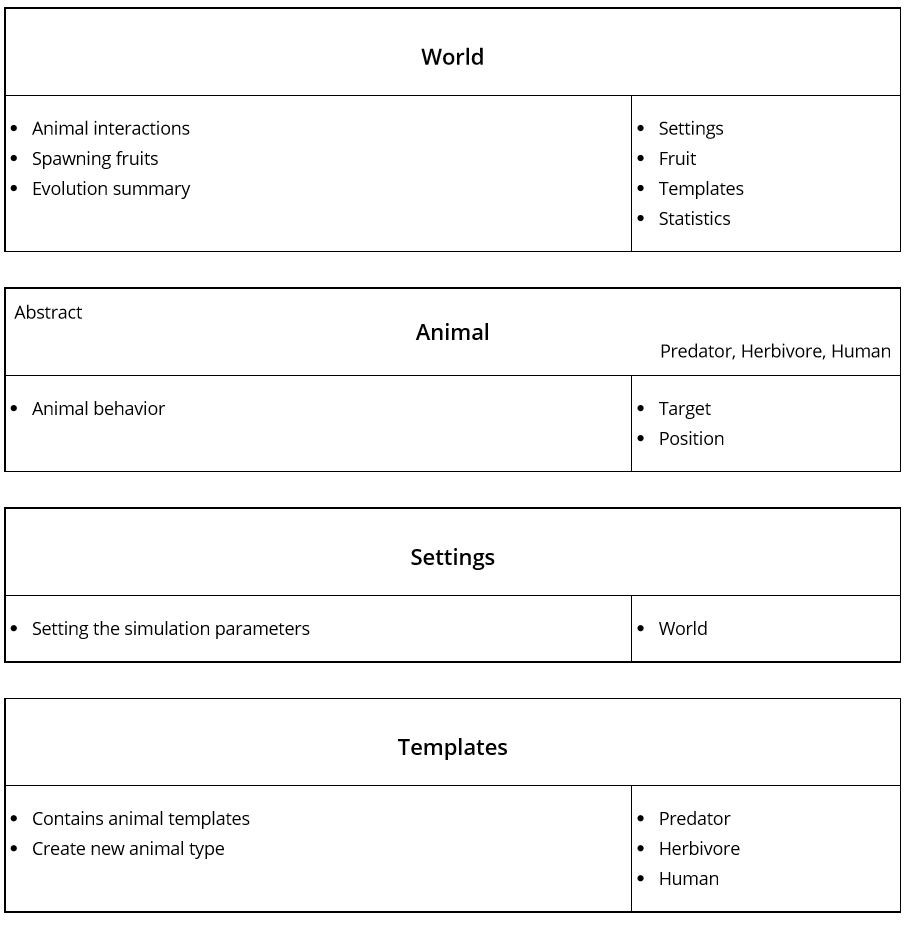 World
Animal interactions
Spawning fruits
Evolution summary
Settings
Fruit
Templates
Statistics
Abstract
Animal
Predator, Herbivore, Human
Animal behavior
Target
Position
Settings
Setting the simulation parameters
World
Templates
Contains animal templates
Create new animal type
Predator
Herbivore
Human